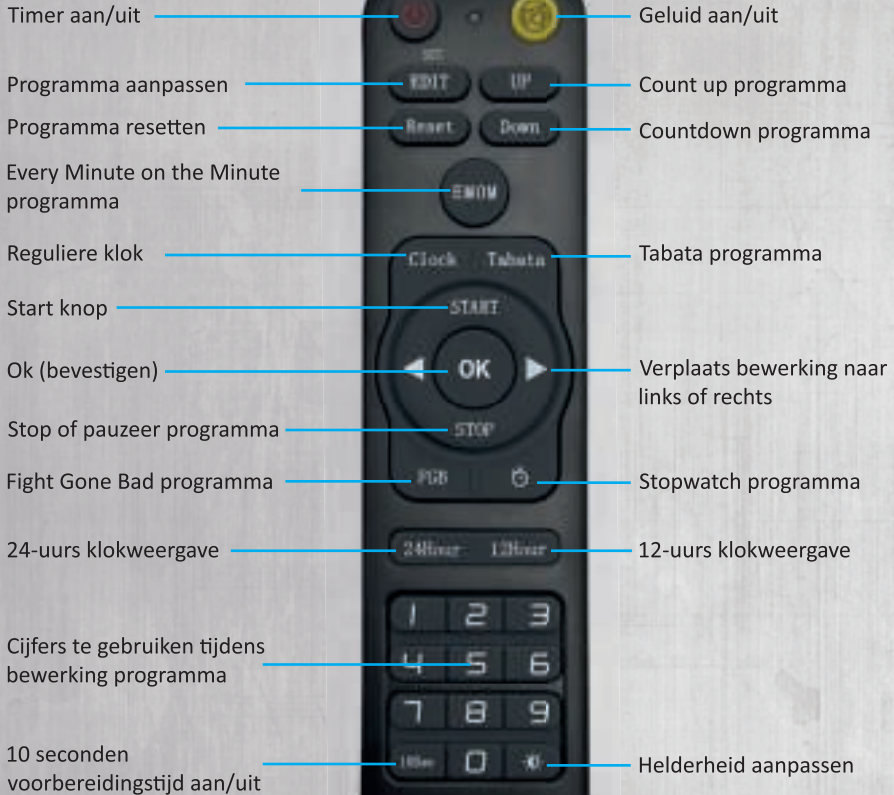 Timer aan/uit
Geluid aan/uit
SET
EDIT
UP
Programma aanpassen
Count up programma
Programma resetten
Reset
Down
Countdown programma
Every Minute on the Minute
programma
EMOM
Reguliere klok
Clock
Tabata
Tabata programma
Start knop
START
Ok (bevestigen)
OK
Verplaats bewerking naar
links of rechts
Stop of pauzeer programma
STOP
Fight Gone Bad programma
FGB
Stopwatch programma
24-uurs klokweergave
24Hour
12Hour
12-uurs klokweergave
1 2 3
Cijfers te gebruiken tijdens
bewerking programma
4 5 6
7 8 9
10 seconden
voorbereidingstijd aan/uit
10Sec
0
Helderheid aanpassen